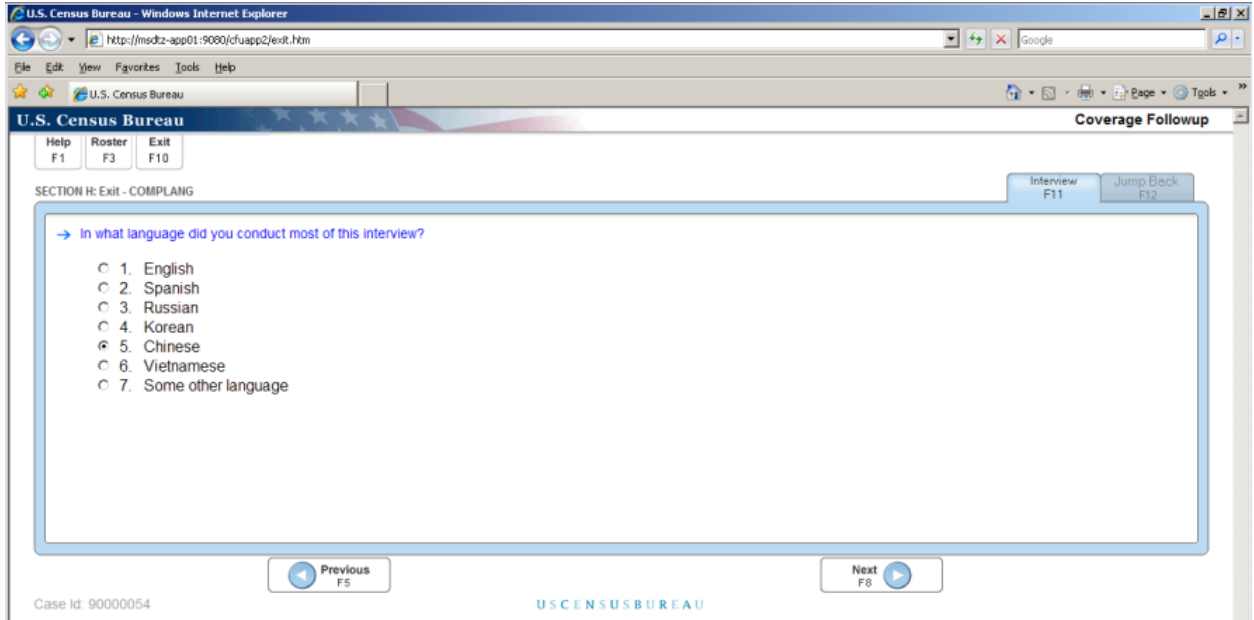 U.S. Census Bureau - Windows Internet Explorer
http://msdtz-app01:9080/cfuapp2/exit.htm
Google
File Edit View Favorites Tools Help
U.S. Census Bureau
Page Tools »
U.S. Census Bureau
Coverage Followup
Help Roster Exit
F1 F3 F10
SECTION H: Exit - COMPLANG
Interview Jump Back
F11 F12
→ In what language did you conduct most of this interview?
1. English
2. Spanish
3. Russian
4. Korean
5. Chinese
6. Vietnamese
7. Some other language
Previous
F5
Next
F8
Case Id: 90000054
USCENSUSBUREAU